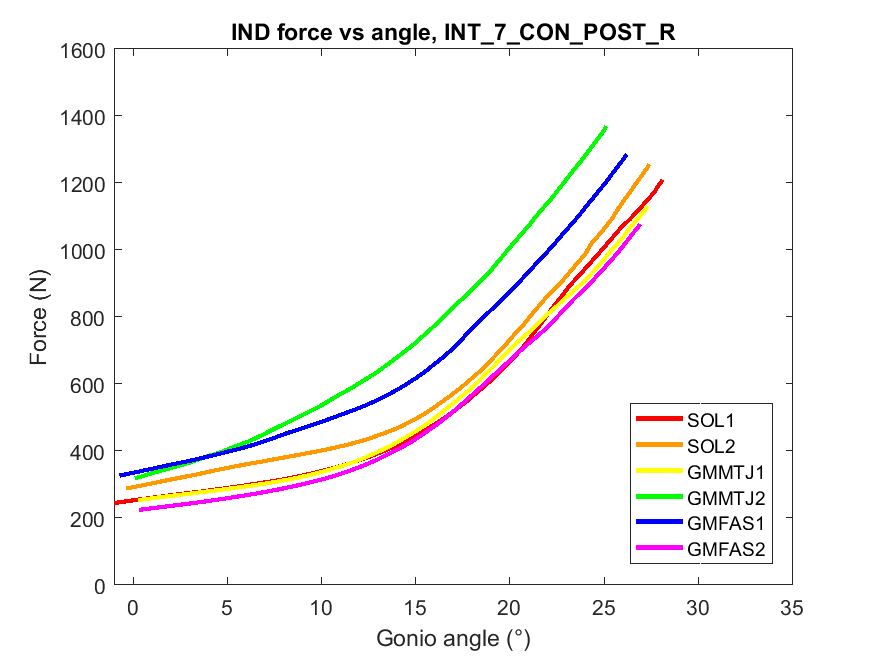 IND force vs angle, INT_7_CON_POST_R
1600
1400
1200
1000
800
600
400
200
0
Force (N)
0 5 10 15 20 25 30 35
Gonio angle (°)
SOL1
SOL2
GMMTJ1
GMMTJ2
GMFAS1
GMFAS2